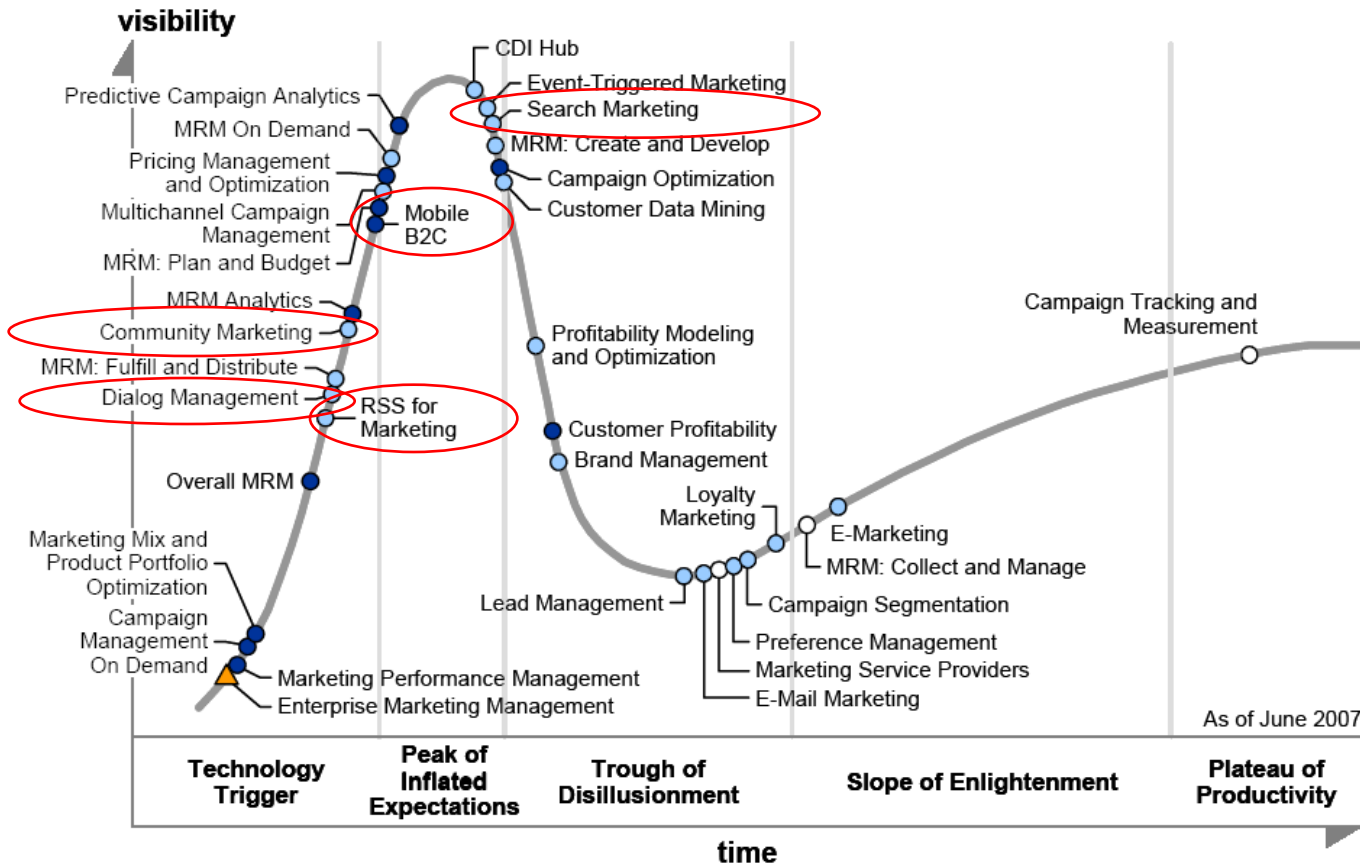 visibility
CDI Hub
Event-Triggered Marketing
Predictive Campaign Analytics
Search Marketing
MRM On Demand
MRM: Create and Develop
Pricing Management
and Optimization
Campaign Optimization
Multichannel Campaign
Management
Mobile
B2C
Customer Data Mining
MRM: Plan and Budget
MRM Analytics
Community Marketing
Campaign Tracking and
Measurement
Profitability Modeling
and Optimization
MRM: Fulfill and Distribute
Dialog Management
RSS for
Marketing
Customer Profitability
Brand Management
Overall MRM
Loyalty
Marketing
E-Marketing
MRM: Collect and Manage
Marketing Mix and
Product Portfolio
Optimization
Lead Management
Campaign Segmentation
Campaign
Management
On Demand
Preference Management
Marketing Service Providers
E-Mail Marketing
Marketing Performance Management
Enterprise Marketing Management
As of June 2007
Technology
Trigger
Peak of
Inflated
Expectations
Trough of
Disillusionment
Slope of Enlightenment
Plateau of
Productivity
time